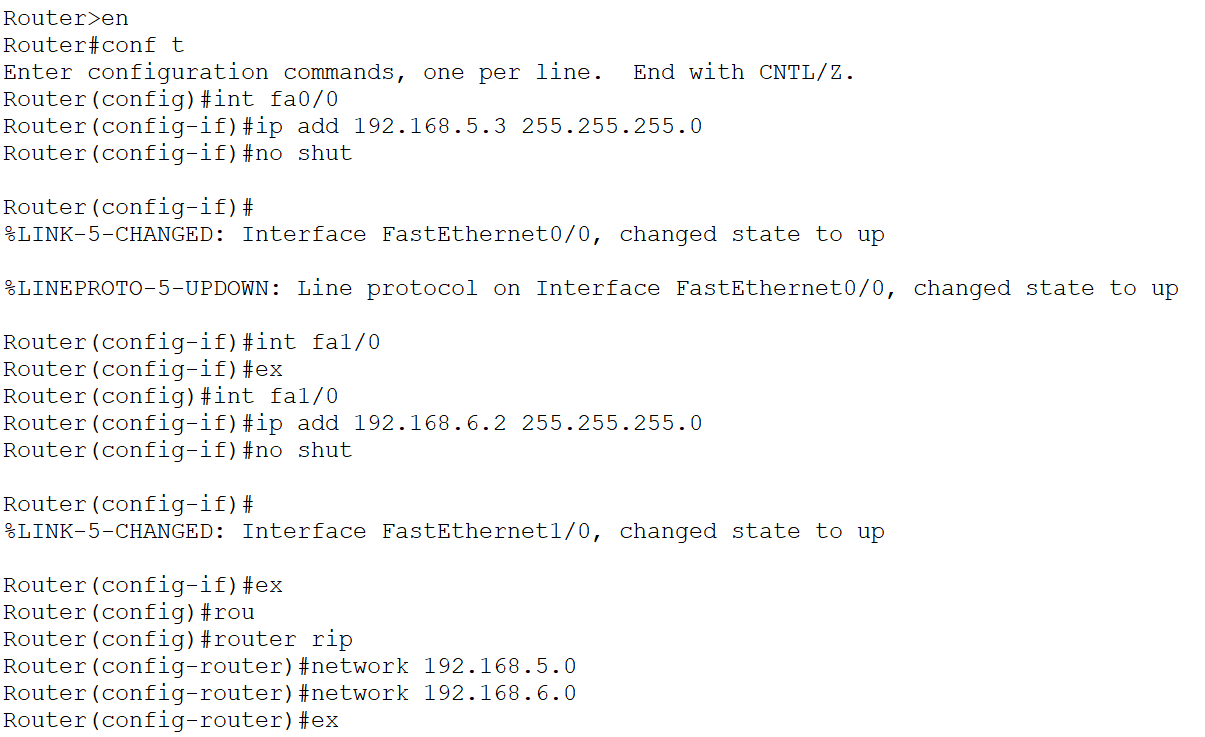 Router>en
Router#conf t
Enter configuration commands, one per line.  End with CNTL/Z.
Router(config)#int fa0/0
Router(config-if)#ip add 192.168.5.3 255.255.255.0
Router(config-if)#no shut

Router(config-if)#
%LINK-5-CHANGED: Interface FastEthernet0/0, changed state to up

%LINEPROTO-5-UPDOWN: Line protocol on Interface FastEthernet0/0, changed state to up

Router(config-if)#int fa1/0
Router(config-if)#ex
Router(config)#int fa1/0
Router(config-if)#ip add 192.168.6.2 255.255.255.0
Router(config-if)#no shut

Router(config-if)#
%LINK-5-CHANGED: Interface FastEthernet1/0, changed state to up

Router(config-if)#ex
Router(config)#rou
Router(config)#router rip
Router(config-router)#network 192.168.5.0
Router(config-router)#network 192.168.6.0
Router(config-router)#ex